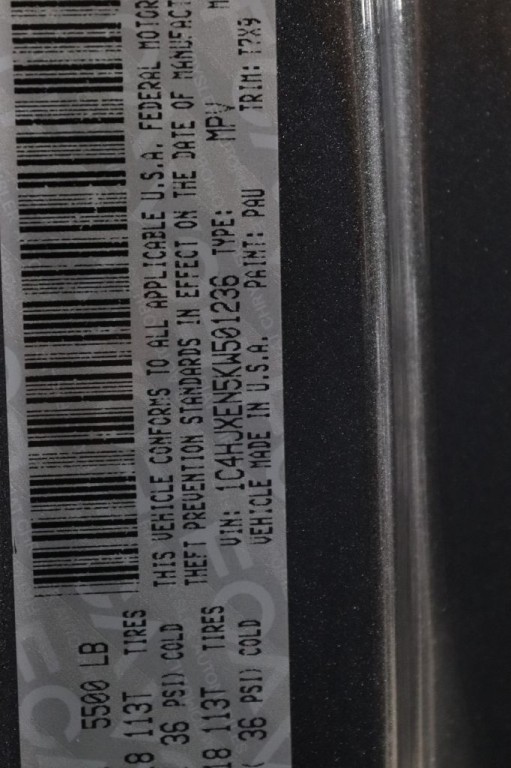 5500 LB
8 113T TIRES
36 PSI) COLD
18 113T TIRES
36 PSI) COLD
THIS VEHICLE CONFORMS TO ALL APPLICABLE U.S.A. FEDERAL MOTOR
THEFT PREVENTION STANDARDS IN EFFECT ON THE DATE OF MANUFACT
VIN: 1C4HJXEN5KW501236 TYPE: MPV
VEHICLE MADE IN U.S.A. PAINT: PAU TRIM: T7X9